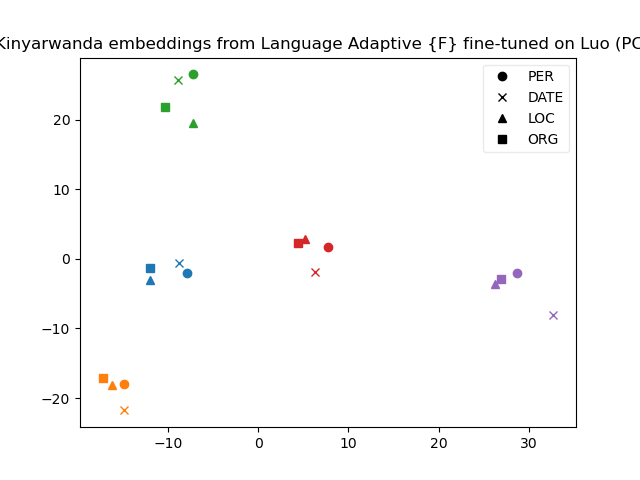 Kinyarwanda embeddings from Language Adaptive {F} fine-tuned on Luo (PC
PER
DATE
LOC
ORG
20
10
0
−10
−20
−10 0 10 20 30